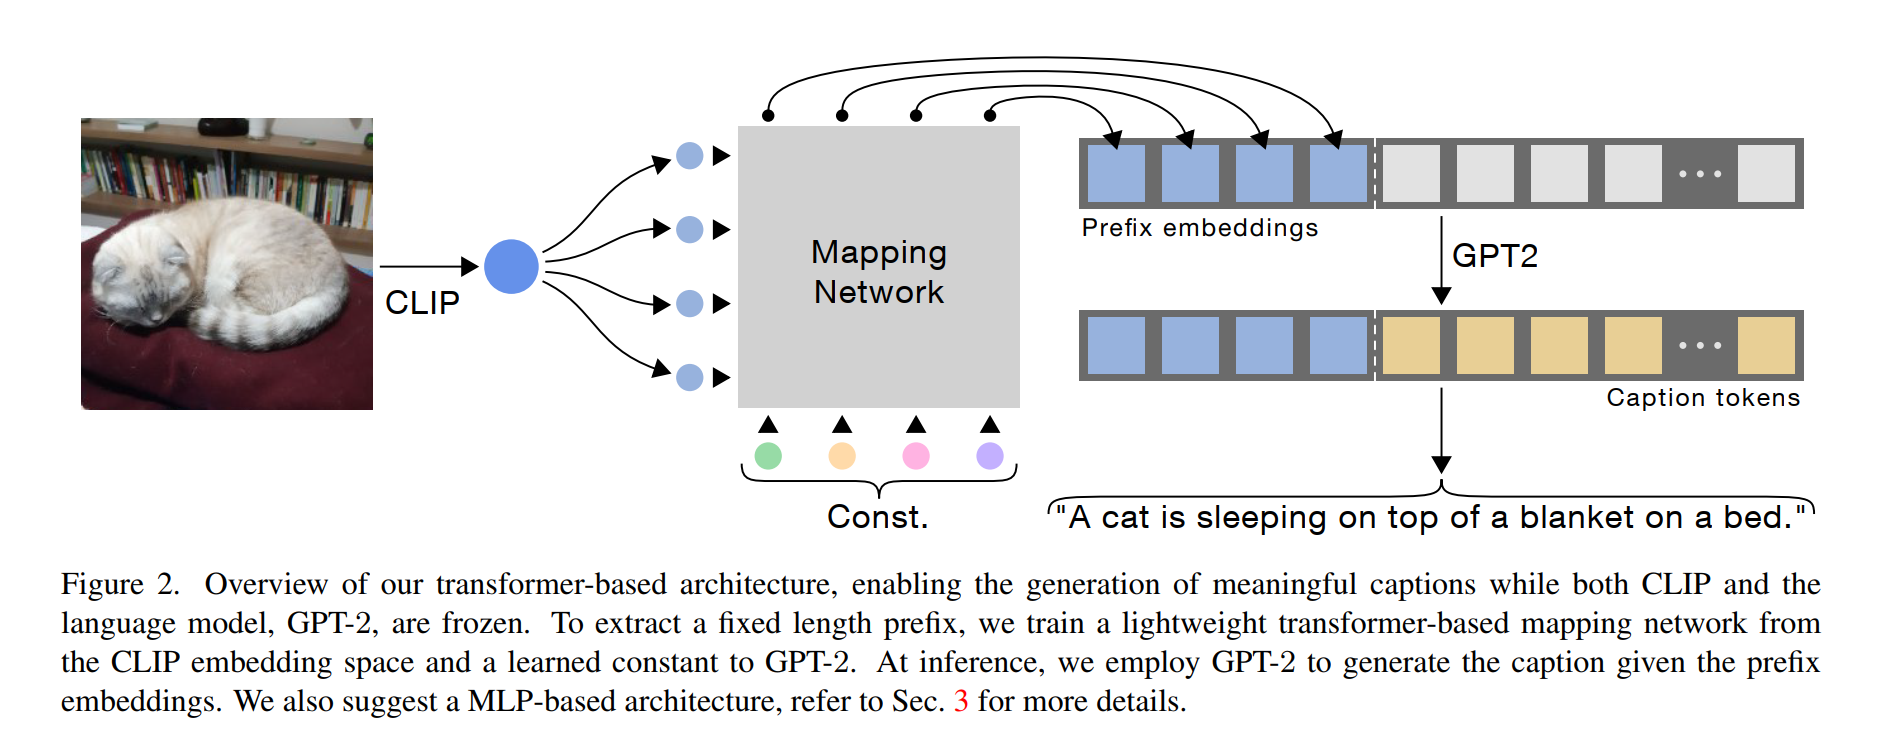 CLIP
Mapping
Network
Const.
Prefix embeddings
GPT2
Caption tokens
"A cat is sleeping on top of a blanket on a bed."
Figure 2. Overview of our transformer-based architecture, enabling the generation of meaningful captions while both CLIP and the
language model, GPT-2, are frozen. To extract a fixed length prefix, we train a lightweight transformer-based mapping network from
the CLIP embedding space and a learned constant to GPT-2. At inference, we employ GPT-2 to generate the caption given the prefix
embeddings. We also suggest a MLP-based architecture, refer to Sec. 3 for more details.